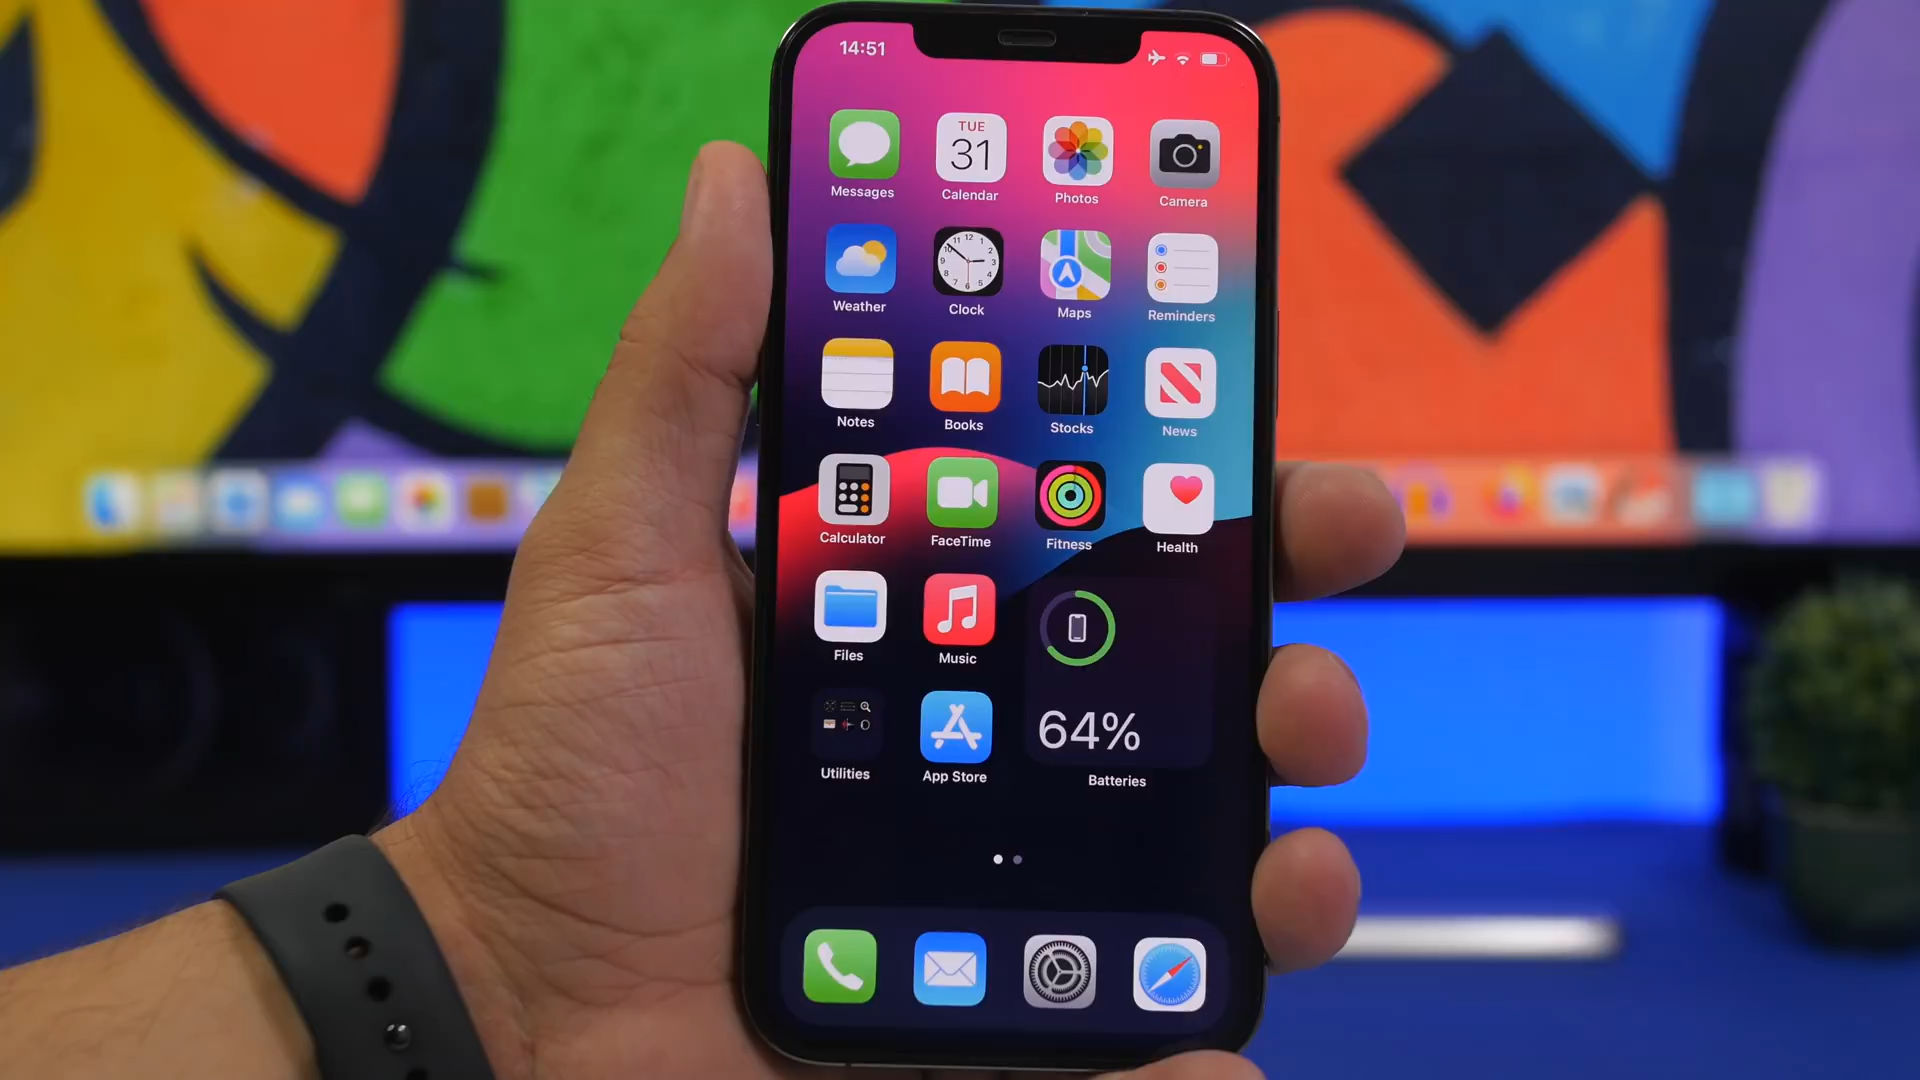 14:51
TUE
31
Messages
Calendar
Photos
Camera
Weather
Clock
Maps
Reminders
Notes
Books
Stocks
News
Calculator
FaceTime
Fitness
Health
Files
Music
64%
Utilities
App Store
Batteries